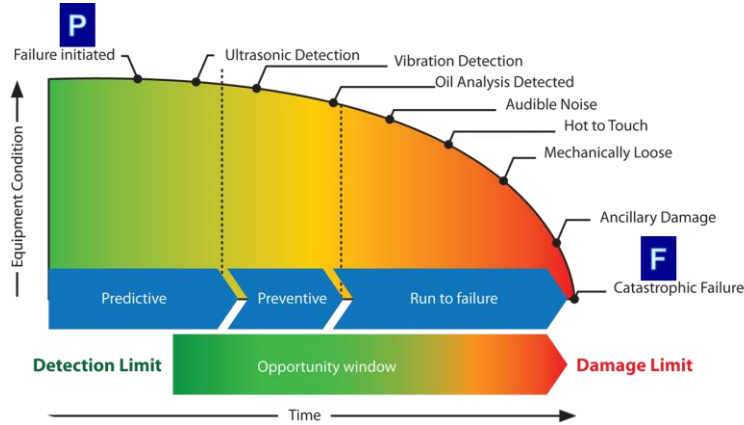 P
Failure initiated
Ultrasonic Detection
Vibration Detection
Oil Analysis Detected
Audible Noise
Hot to Touch
Mechanically Loose
Ancillary Damage
F
Catastrophic Failure
Equipment Condition
Predictive
Preventive
Run to failure
Detection Limit
Opportunity window
Damage Limit
Time